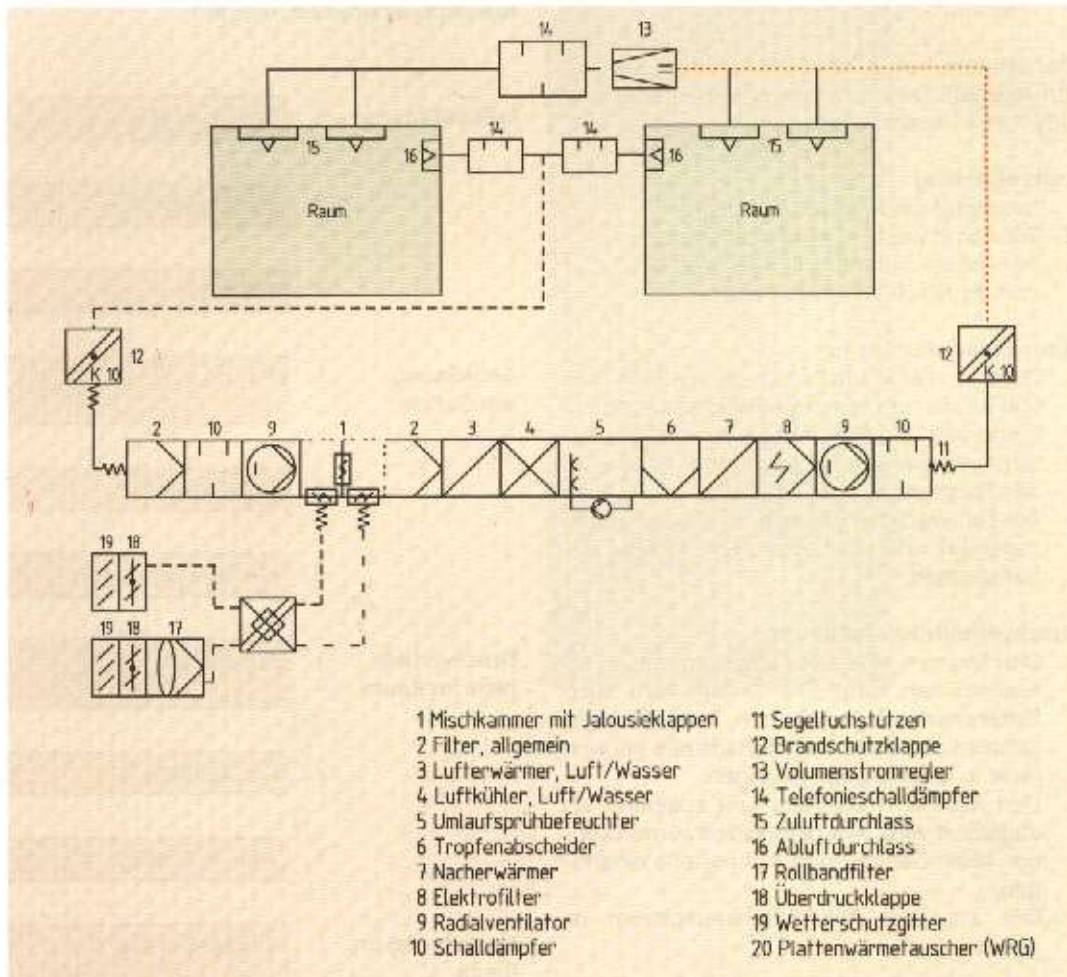 14 13
15 16 14 14 16 15
Raum Raum
12 12
K 10 K 10
2 10 9 1 2 3 4 5 6 7 8 9 10 11
19 18
19 18 17
1 Mischkammer mit Jalousieklappen
2 Filter, allgemein
3 Lufterwärmer, Luft/Wasser
4 Luftkühler, Luft/Wasser
5 Umlaufsprühbefeuchter
6 Tropfenabscheider
7 Nacherwärmer
8 Elektrofilter
9 Radialventilator
10 Schalldämpfer
11 Segeltuchstutzen
12 Brandschutzklappe
13 Volumenstromregler
14 Telefonieschalldämpfer
15 Zuluftdurchlass
16 Abluftdurchlass
17 Rollbandfilter
18 Überdruckklappe
19 Wetterschutzgitter
20 Plattenwärmetauscher (WRG)